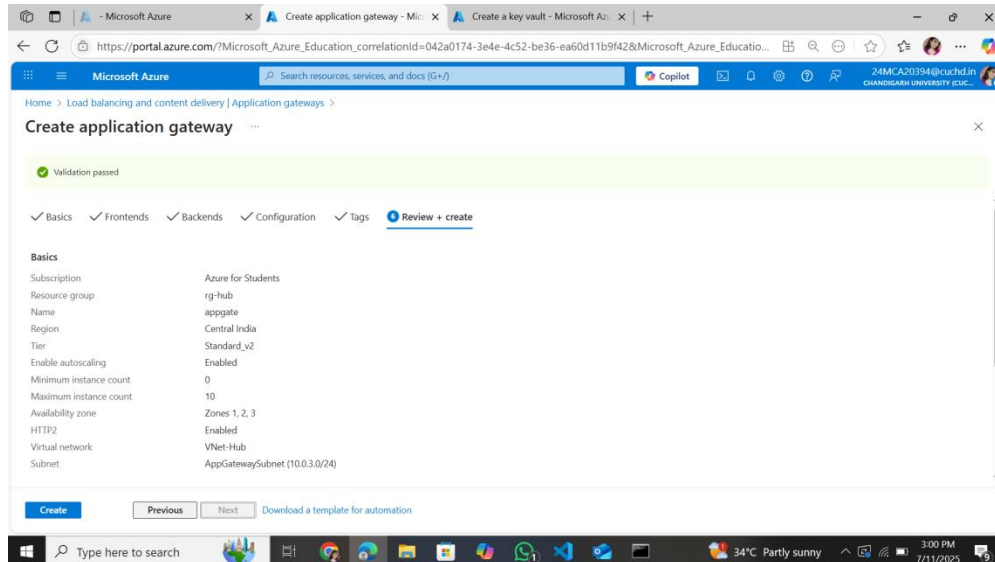 - Microsoft Azure
Create application gateway - Mic
Create a key vault - Microsoft Az
https://portal.azure.com/?Microsoft_Azure_Education_correlationId=042a0174-3e4e-4c52-be36-ea60d11b9f42&Microsoft_Azure_Educatio...
Microsoft Azure
Search resources, services, and docs (G+/)
Copilot
24MCA20394@cuchd.in
CHANDIGARH UNIVERSITY (CUC...
Home > Load balancing and content delivery | Application gateways >
Create application gateway ...
Validation passed
Basics Frontends Backends Configuration Tags 6 Review + create
Basics
Subscription Azure for Students
Resource group rg-hub
Name appgate
Region Central India
Tier Standard_v2
Enable autoscaling Enabled
Minimum instance count 0
Maximum instance count 10
Availability zone Zones 1, 2, 3
HTTP2 Enabled
Virtual network VNet-Hub
Subnet AppGatewaySubnet (10.0.3.0/24)
Create Previous Next Download a template for automation
Type here to search
34°C Partly sunny
3:00 PM
7/11/2025